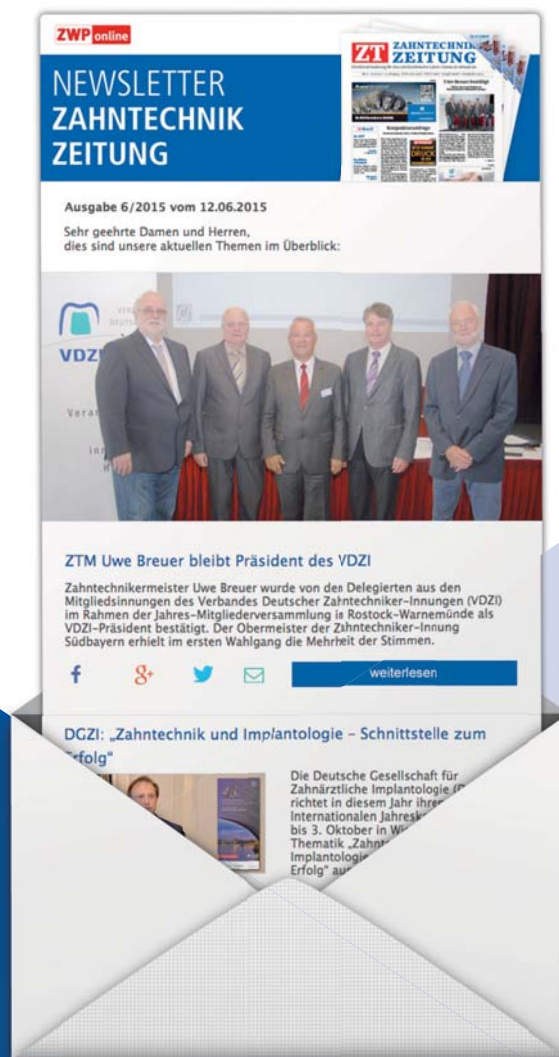 ZWP online
NEWSLETTER
ZAHNTECHNIK
ZEITUNG
ZT ZAHNTECHNIK
ZEITUNG
Ausgabe 6/2015 vom 12.06.2015
Sehr geehrte Damen und Herren,
dies sind unsere aktuellen Themen im Überblick:
VDZI
ZTM Uwe Breuer bleibt Präsident des VDZI
Zahntechnikermeister Uwe Breuer wurde von den Delegierten aus den
Mitgliedsinnungen des Verbandes Deutscher Zahntechniker-Innungen (VDZI)
im Rahmen der Jahres-Mitgliederversammlung in Rostock-Warnemünde als
VDZI-Präsident bestätigt. Der Obermeister der Zahntechniker-Innung
Südbayern erhielt im ersten Wahlgang die Mehrheit der Stimmen.
weiterlesen
DGZI: „Zahntechnik und Implantologie – Schnittstelle zum
Erfolg“
Die Deutsche Gesellschaft für
Zahnärztliche Implantologie
richtet in diesem Jahr ihren
Internationalen
bis 3. Oktober in
Thematik
Implantologie
Erfolg“